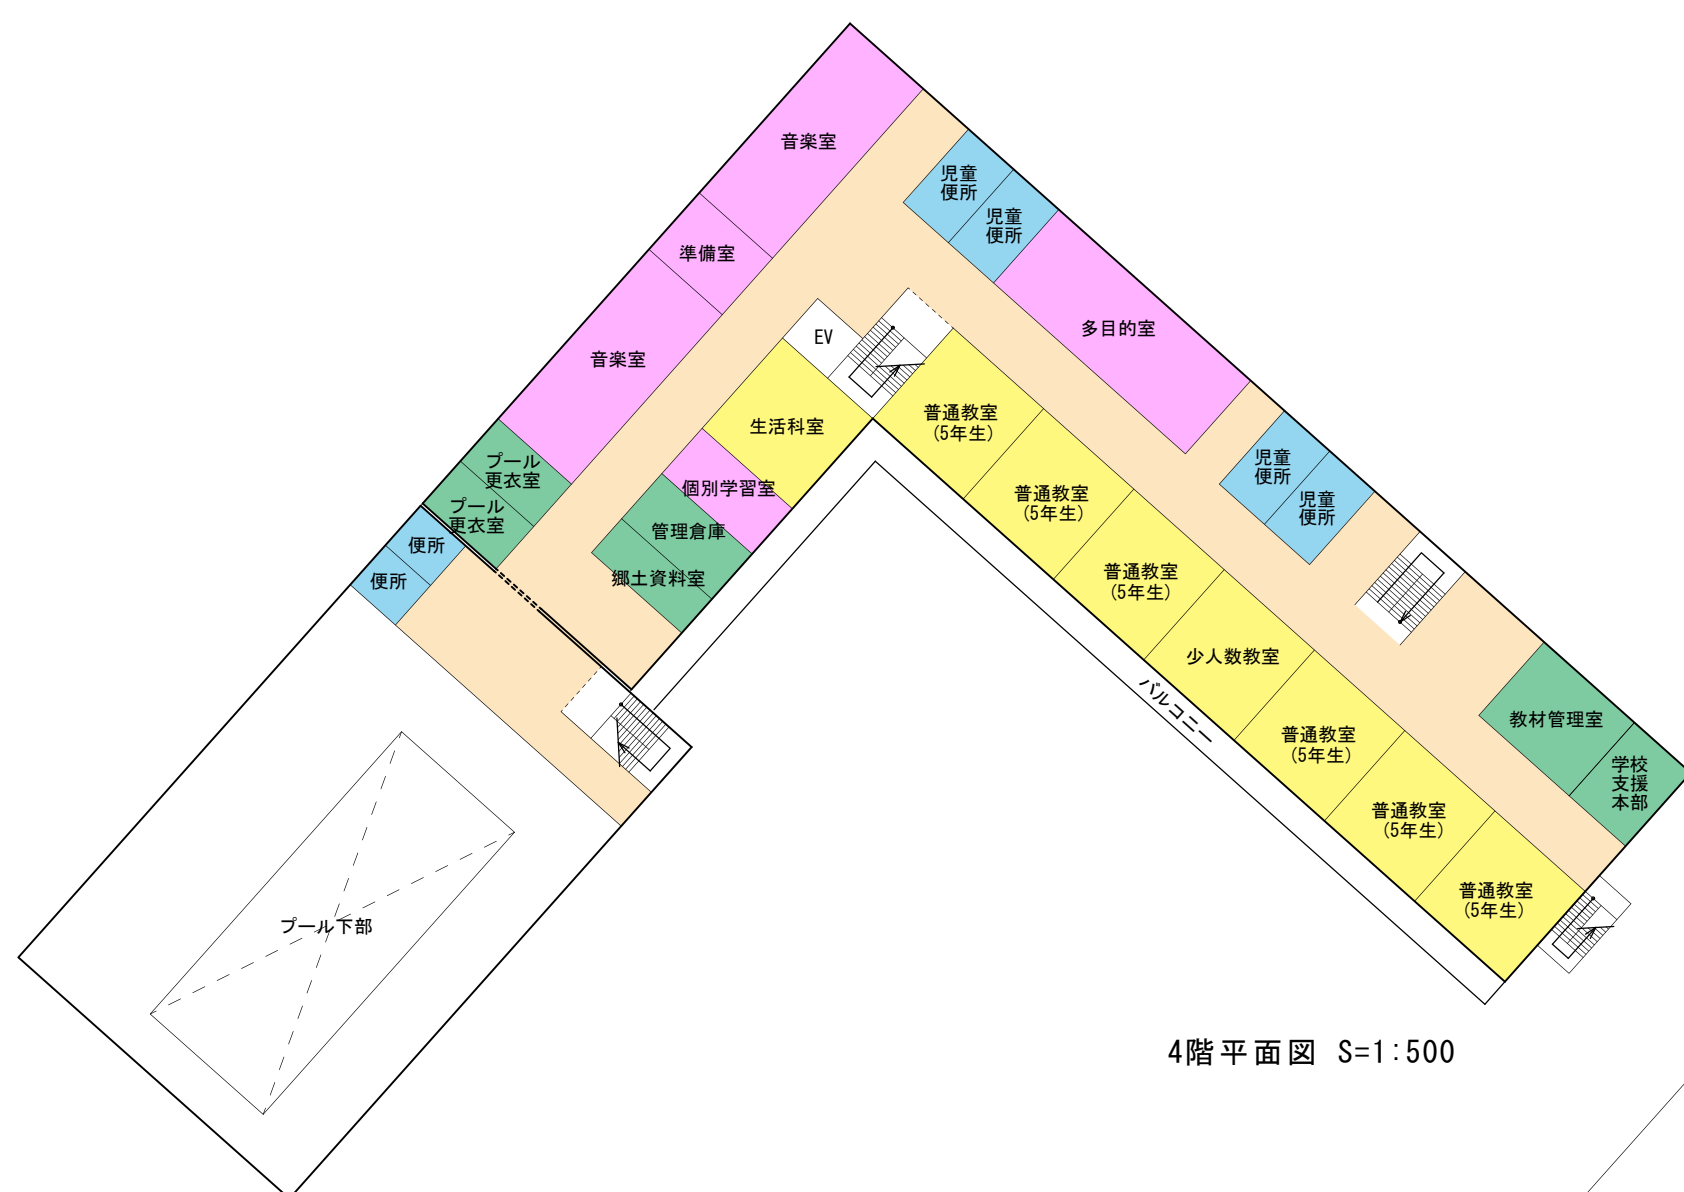 音楽室
準備室
音楽室
プール
更衣室
プール
更衣室
便所
便所
児童
便所
児童
便所
多目的室
EV
生活科室
個別学習室
管理倉庫
郷土資料室
普通教室
(5年生)
普通教室
(5年生)
普通教室
(5年生)
少人数教室
普通教室
(5年生)
普通教室
(5年生)
普通教室
(5年生)
児童
便所
児童
便所
教材管理室
学校
支援
本部
バルコニー
プール下部
4階平面図 S=1:500